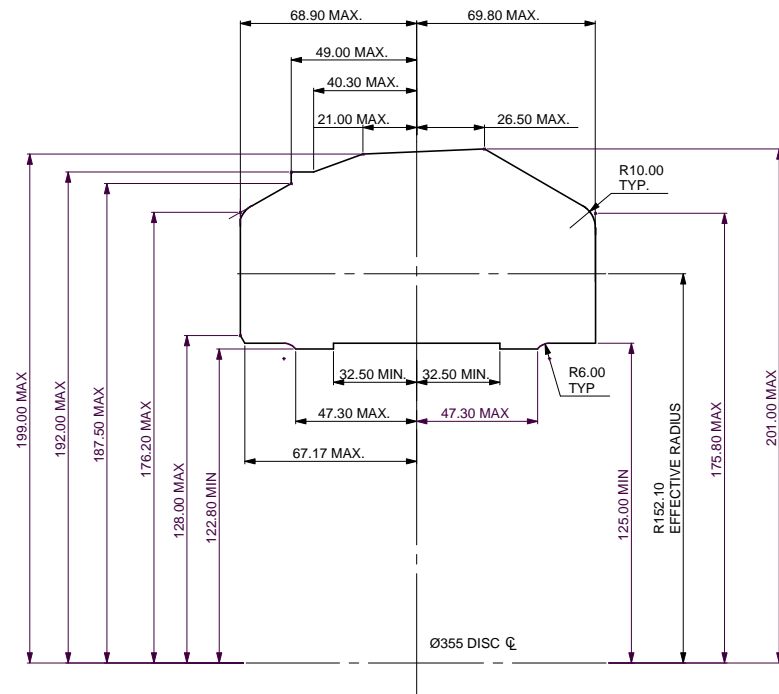 68.90 MAX.
69.80 MAX.
49.00 MAX.
40.30 MAX.
21.00 MAX.
26.50 MAX.
R10.00
TYP.
199.00 MAX
192.00 MAX
187.50 MAX
176.20 MAX
128.00 MAX
122.80 MIN
32.50 MIN.
32.50 MIN.
R6.00
TYP
47.30 MAX.
47.30 MAX
67.17 MAX.
125.00 MIN
R152.10
EFFECTIVE RADIUS
175.80 MAX
201.00 MAX
Ø355 DISC ℄